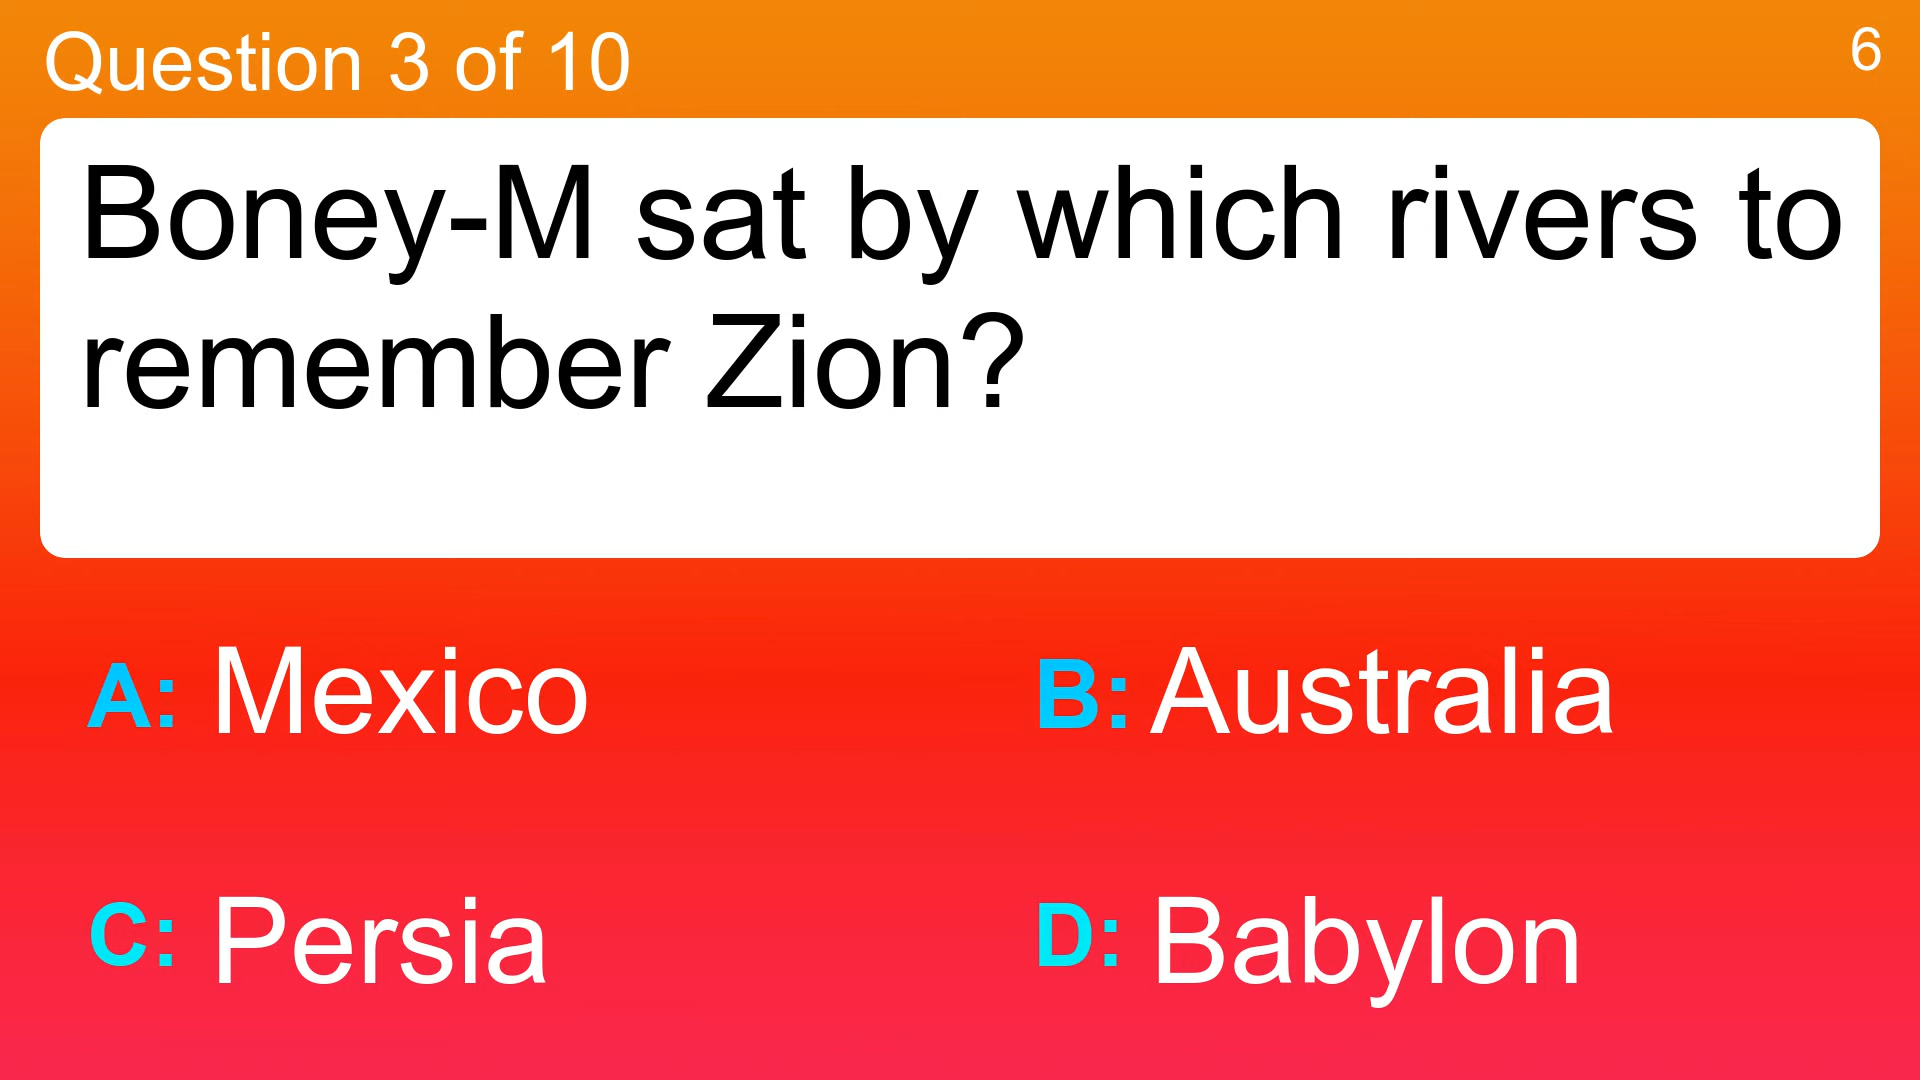 Question 3 of 10
6
Boney-M sat by which rivers to
remember Zion?
A: Mexico
B: Australia
C: Persia
D: Babylon